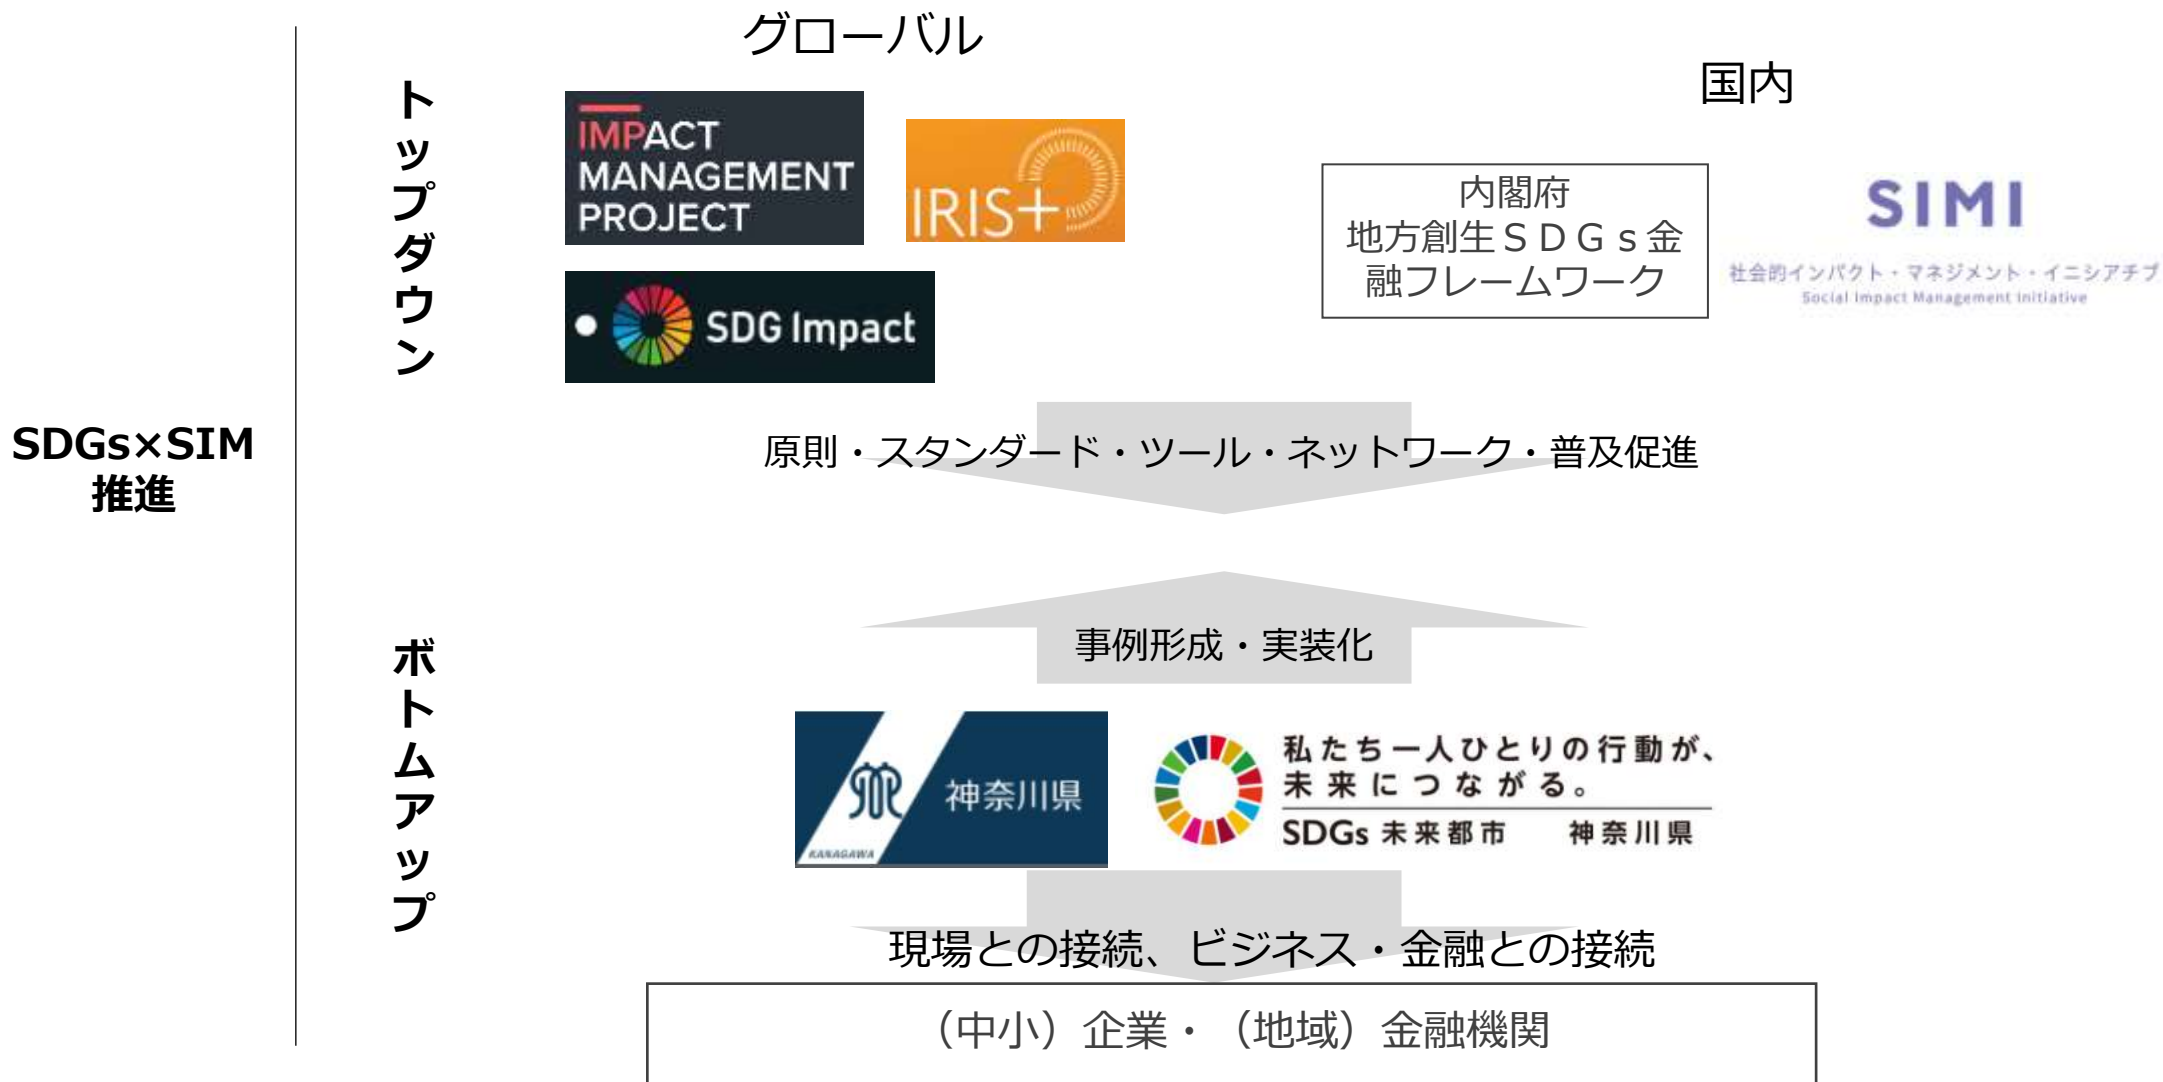 グローバル
国内
トップダウン
IMPACT
MANAGEMENT
PROJECT
IRIS+
SDG Impact
内閣府
地方創生ＳＤＧｓ金
融フレームワーク
SIMI
社会的インパクト・マネジメント・イニシアチブ
Social Impact Management Initiative
SDGs×SIM
推進
原則・スタンダード・ツール・ネットワーク・普及促進
ボトムアップ
事例形成・実装化
神奈川県
KANAGAWA
私たち一人ひとりの行動が、
未来につながる。
SDGs 未来都市 神奈川県
現場との接続、ビジネス・金融との接続
（中小）企業・（地域）金融機関